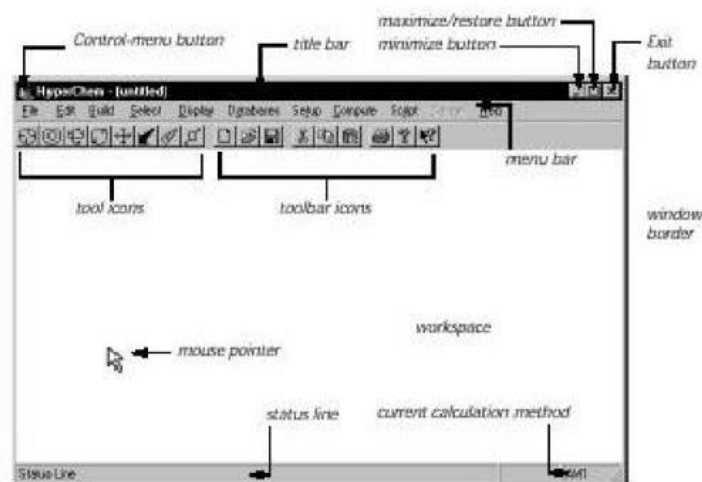 maximize/restore button
Control-menu button title bar minimize button Exit
button
HyperChem - (untitled)
File Edit Build Select Display Databases Setup Compute Script
menu bar
tool icons toolbar icons
window
border
workspace
mouse pointer
status line current calculation method
Status Line AM1